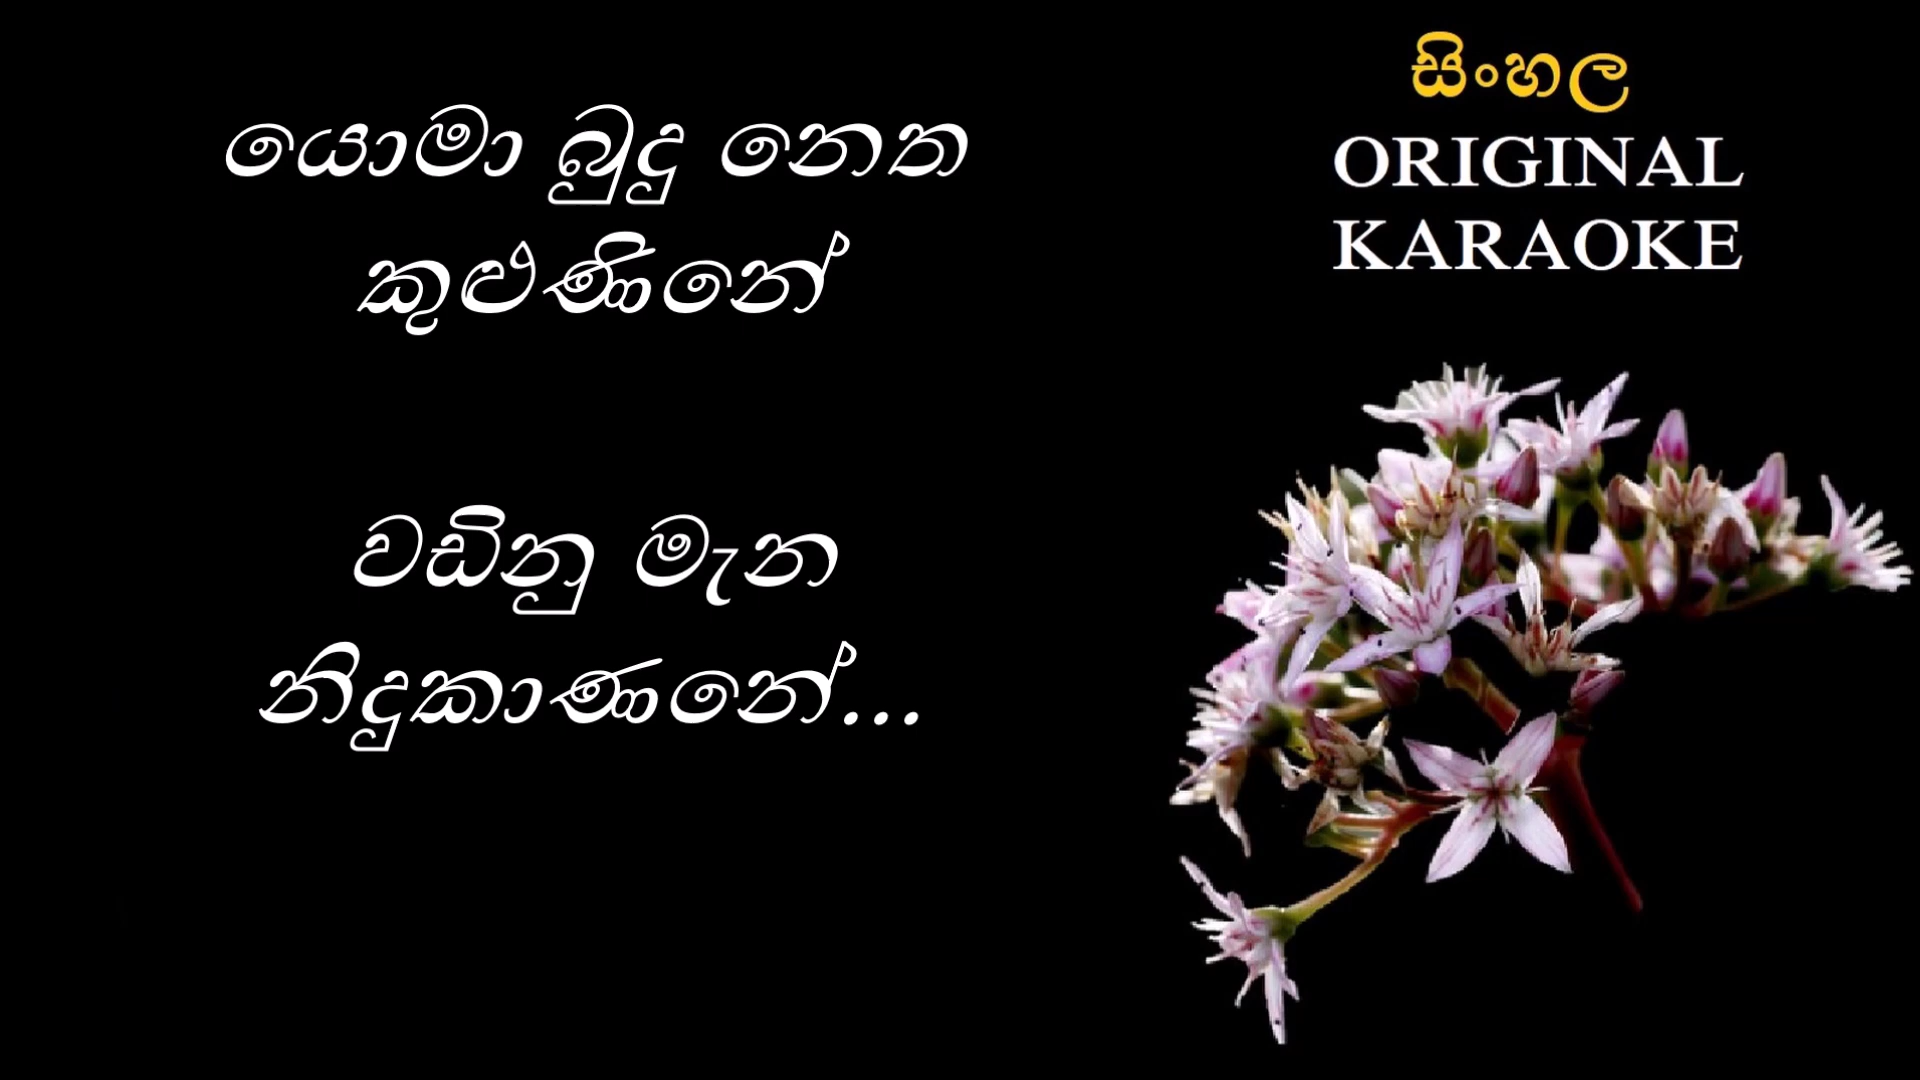 යොමා බුදු නෙත
කුළුණිනේ
වඩිනු මැන
නිදුකාණනේ...
සිංහල
ORIGINAL
KARAOKE